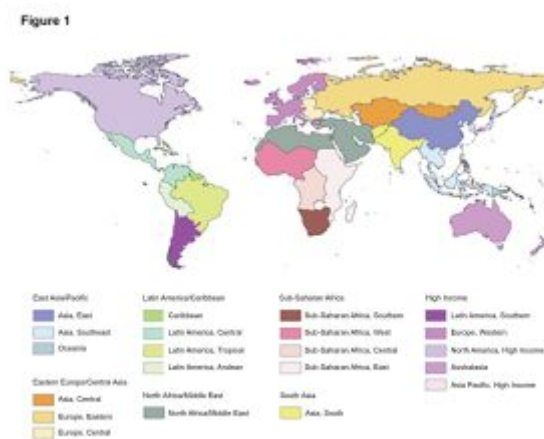 Figure 1
East Asia/Pacific
Asia, East
Asia, Southeast
Oceania
Eastern Europe/Central Asia
Asia, Central
Europe, Eastern
Europe, Central
Latin America/Caribbean
Caribbean
Latin America, Central
Latin America, Tropical
Latin America, Andean
North Africa/Middle East
North Africa/Middle East
Sub-Saharan Africa
Sub-Saharan Africa, Southern
Sub-Saharan Africa, West
Sub-Saharan Africa, Central
Sub-Saharan Africa, East
South Asia
Asia, South
High Income
Latin America, Southern
Europe, Western
North America, High Income
Australasia
Asia Pacific, High Income